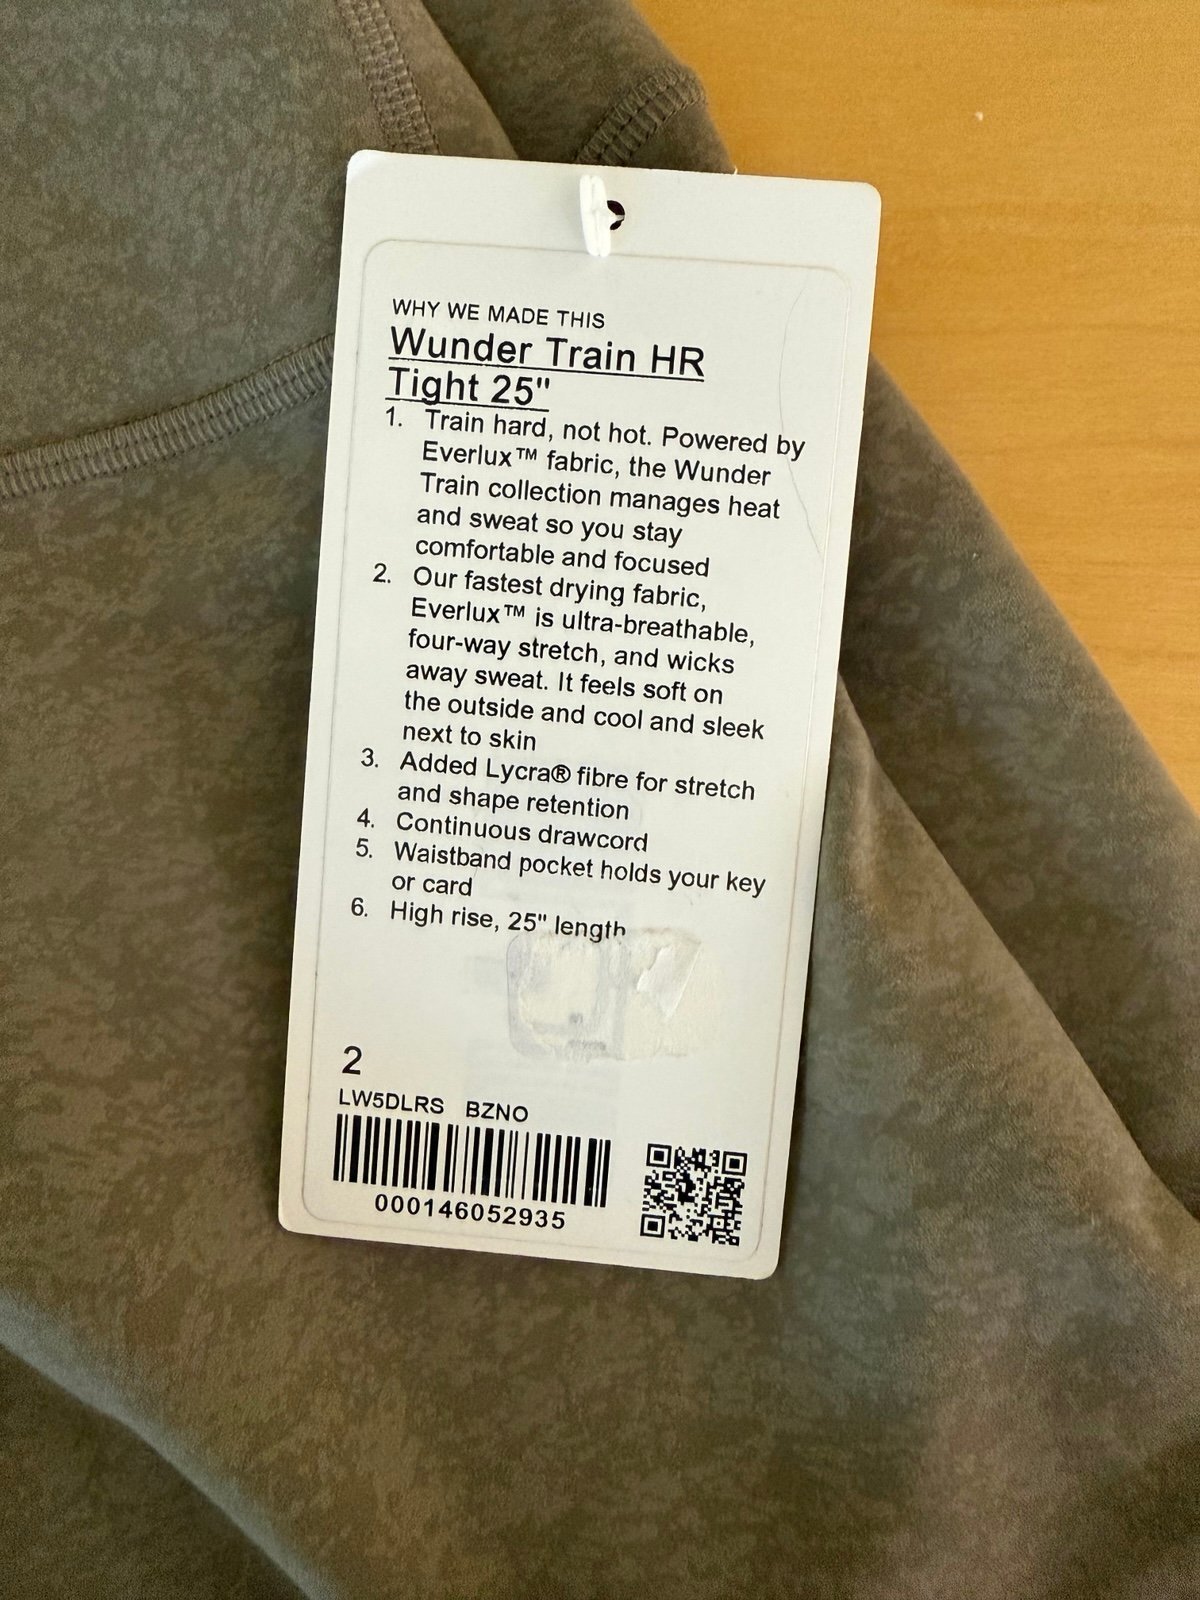 WHY WE MADE THIS
Wunder Train HR
Tight 25"
1. Train hard, not hot. Powered by
Everlux™ fabric, the Wunder
Train collection manages heat
and sweat so you stay
comfortable and focused
2. Our fastest drying fabric,
Everlux™ is ultra-breathable,
four-way stretch, and wicks
away sweat. It feels soft on
the outside and cool and sleek
next to skin
3. Added Lycra® fibre for stretch
and shape retention
4. Continuous drawcord
5. Waistband pocket holds your key
or card
6. High rise, 25" length
2
LW5DLRS BZNO
000146052935